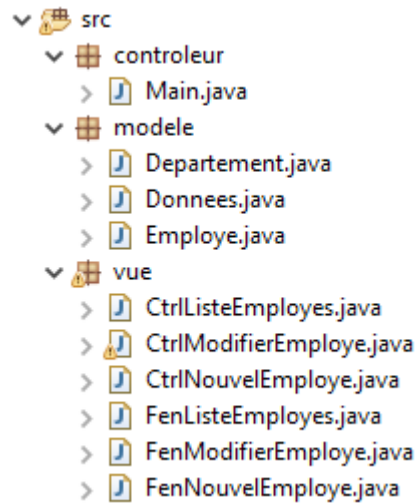 src
controleur
Main.java
modele
Departement.java
Donnees.java
Employe.java
vue
CtrlListeEmployes.java
CtrlModifierEmploye.java
CtrlNouvelEmploye.java
FenListeEmployes.java
FenModifierEmploye.java
FenNouvelEmploye.java